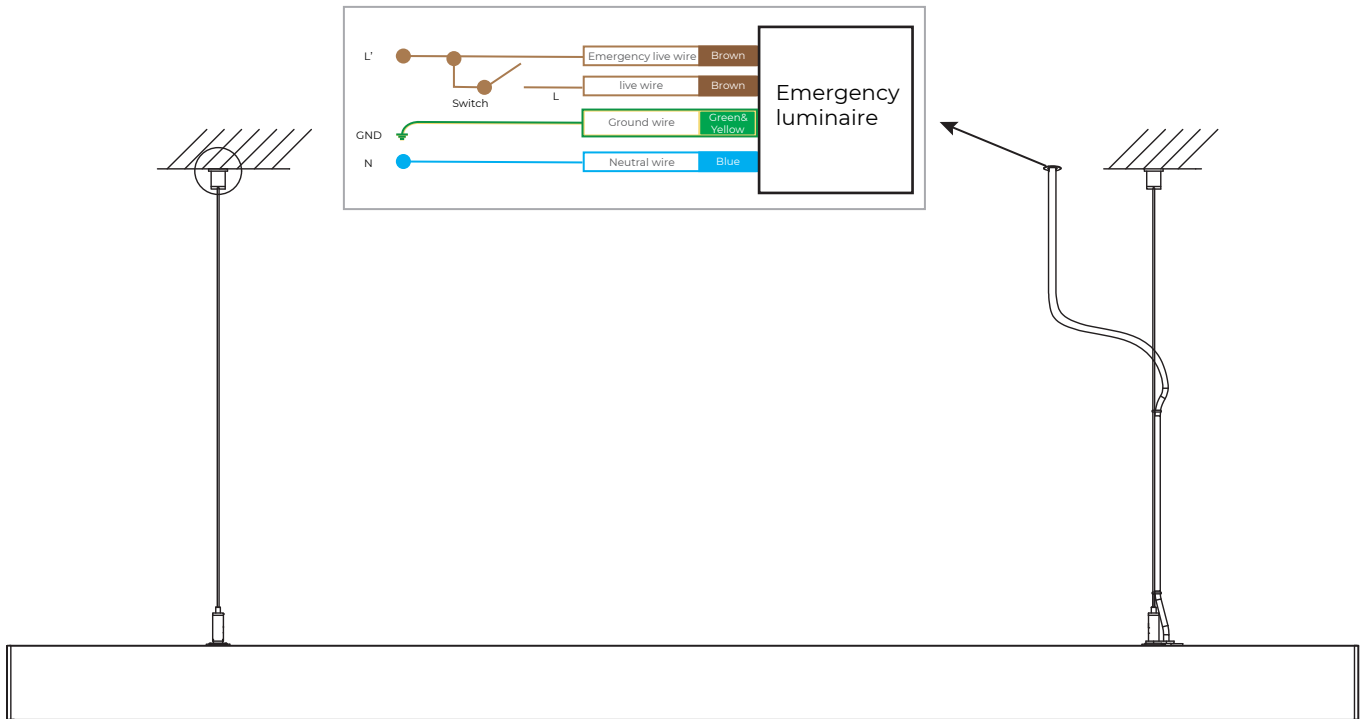 L’
Emergency live wire
Brown
live wire
Brown
Switch
L
Emergency
luminaire
GND
Ground wire
Green&
Yellow
N
Neutral wire
Blue